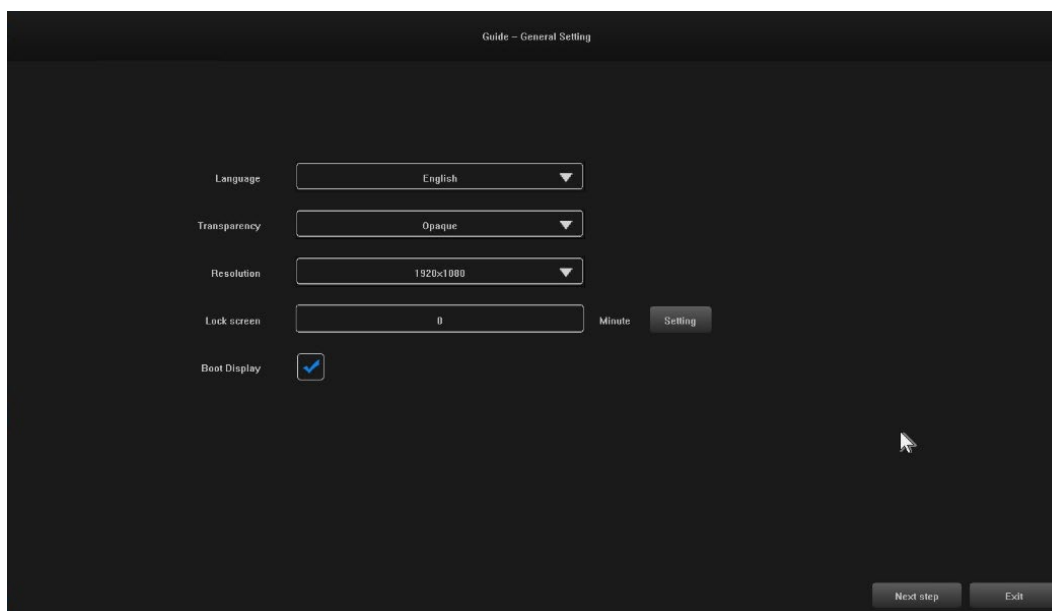 Guide – General Setting
Language English
Transparency Opaque
Resolution 1920x1080
Lock screen 0 Minute Setting
Boot Display
Next step Exit